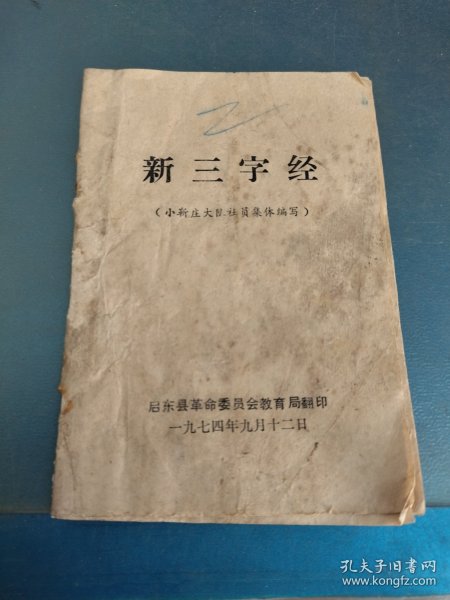 新三字经
（小靳庄大队社员集体编写）
启东县革命委员会教育局翻印
一九七四年九月十二日
孔夫子旧书网
www.kongfz.com